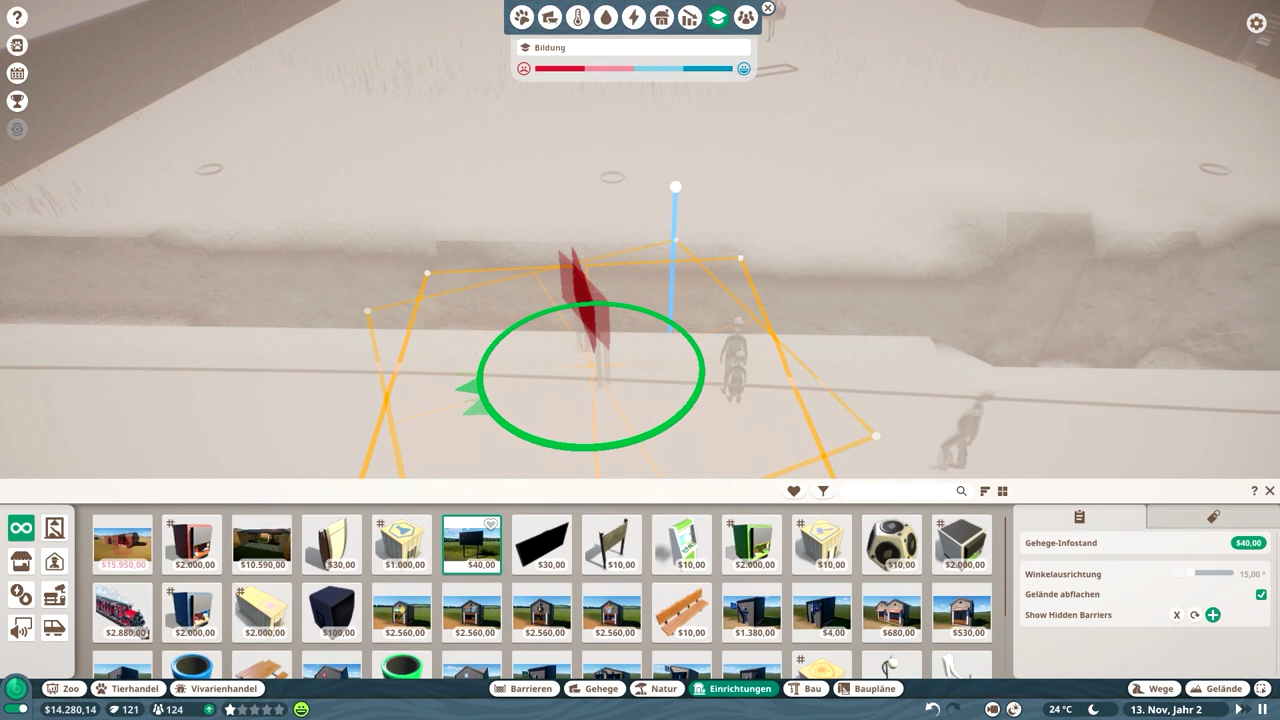 Bildung
?
Gehege-Infostand
$40,00
$15.950,00
$2.000,00
$10.590,00
$30,00
$1.000,00
$40,00
$30,00
$10,00
$10,00
$2.000,00
$10,00
$10,00
$2.000,00
Winkelausrichtung
15,00 °
Gelände abflachen
Show Hidden Barriers
X
$2.880,00
$2.000,00
$2.000,00
$100,00
$2.560,00
$2.560,00
$2.560,00
$2.560,00
$10,00
$1.380,00
$4,00
$680,00
$530,00
Zoo
Tierhandel
Vivarienhandel
Barrieren
Gehege
Natur
Einrichtungen
Bau
Baupläne
Wege
Gelände
$14.280,14
121
124
24 °C
13. Nov, Jahr 2